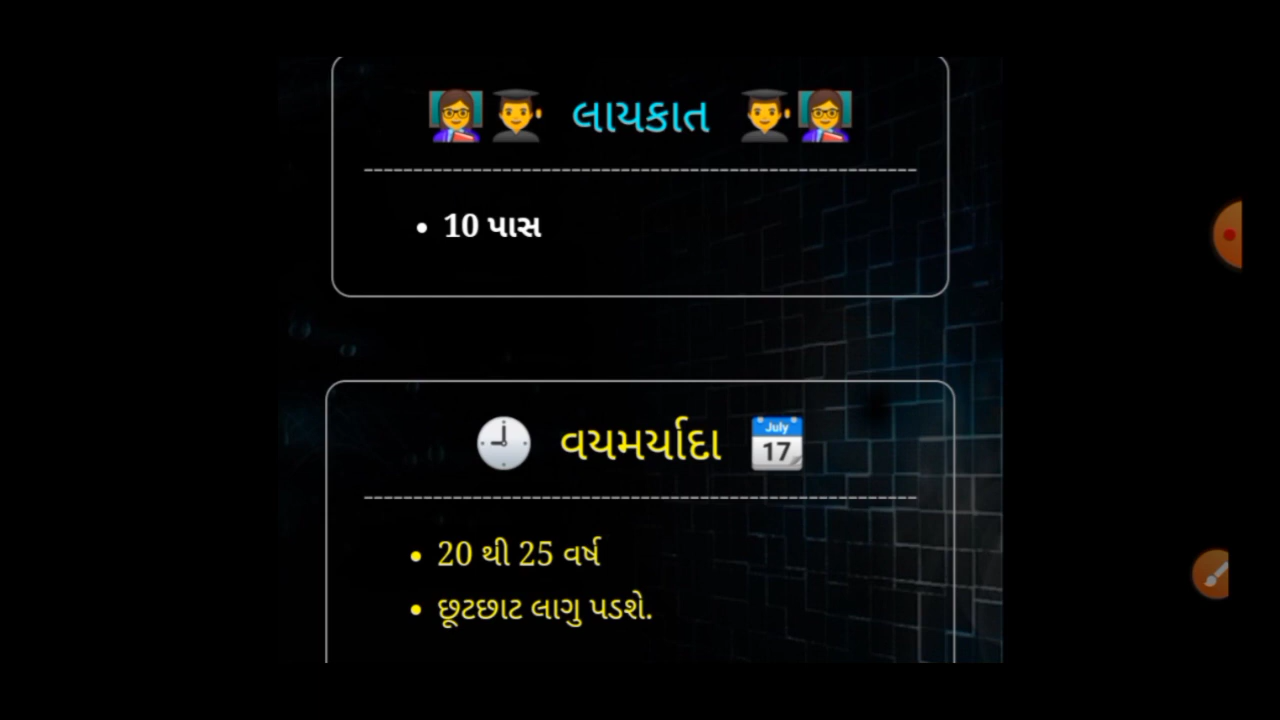 લાયકાત
• 10 પાસ
વયમર્યાદા
July
17
• 20 થી 25 વર્ષ
• છૂટછાટ લાગુ પડશે.